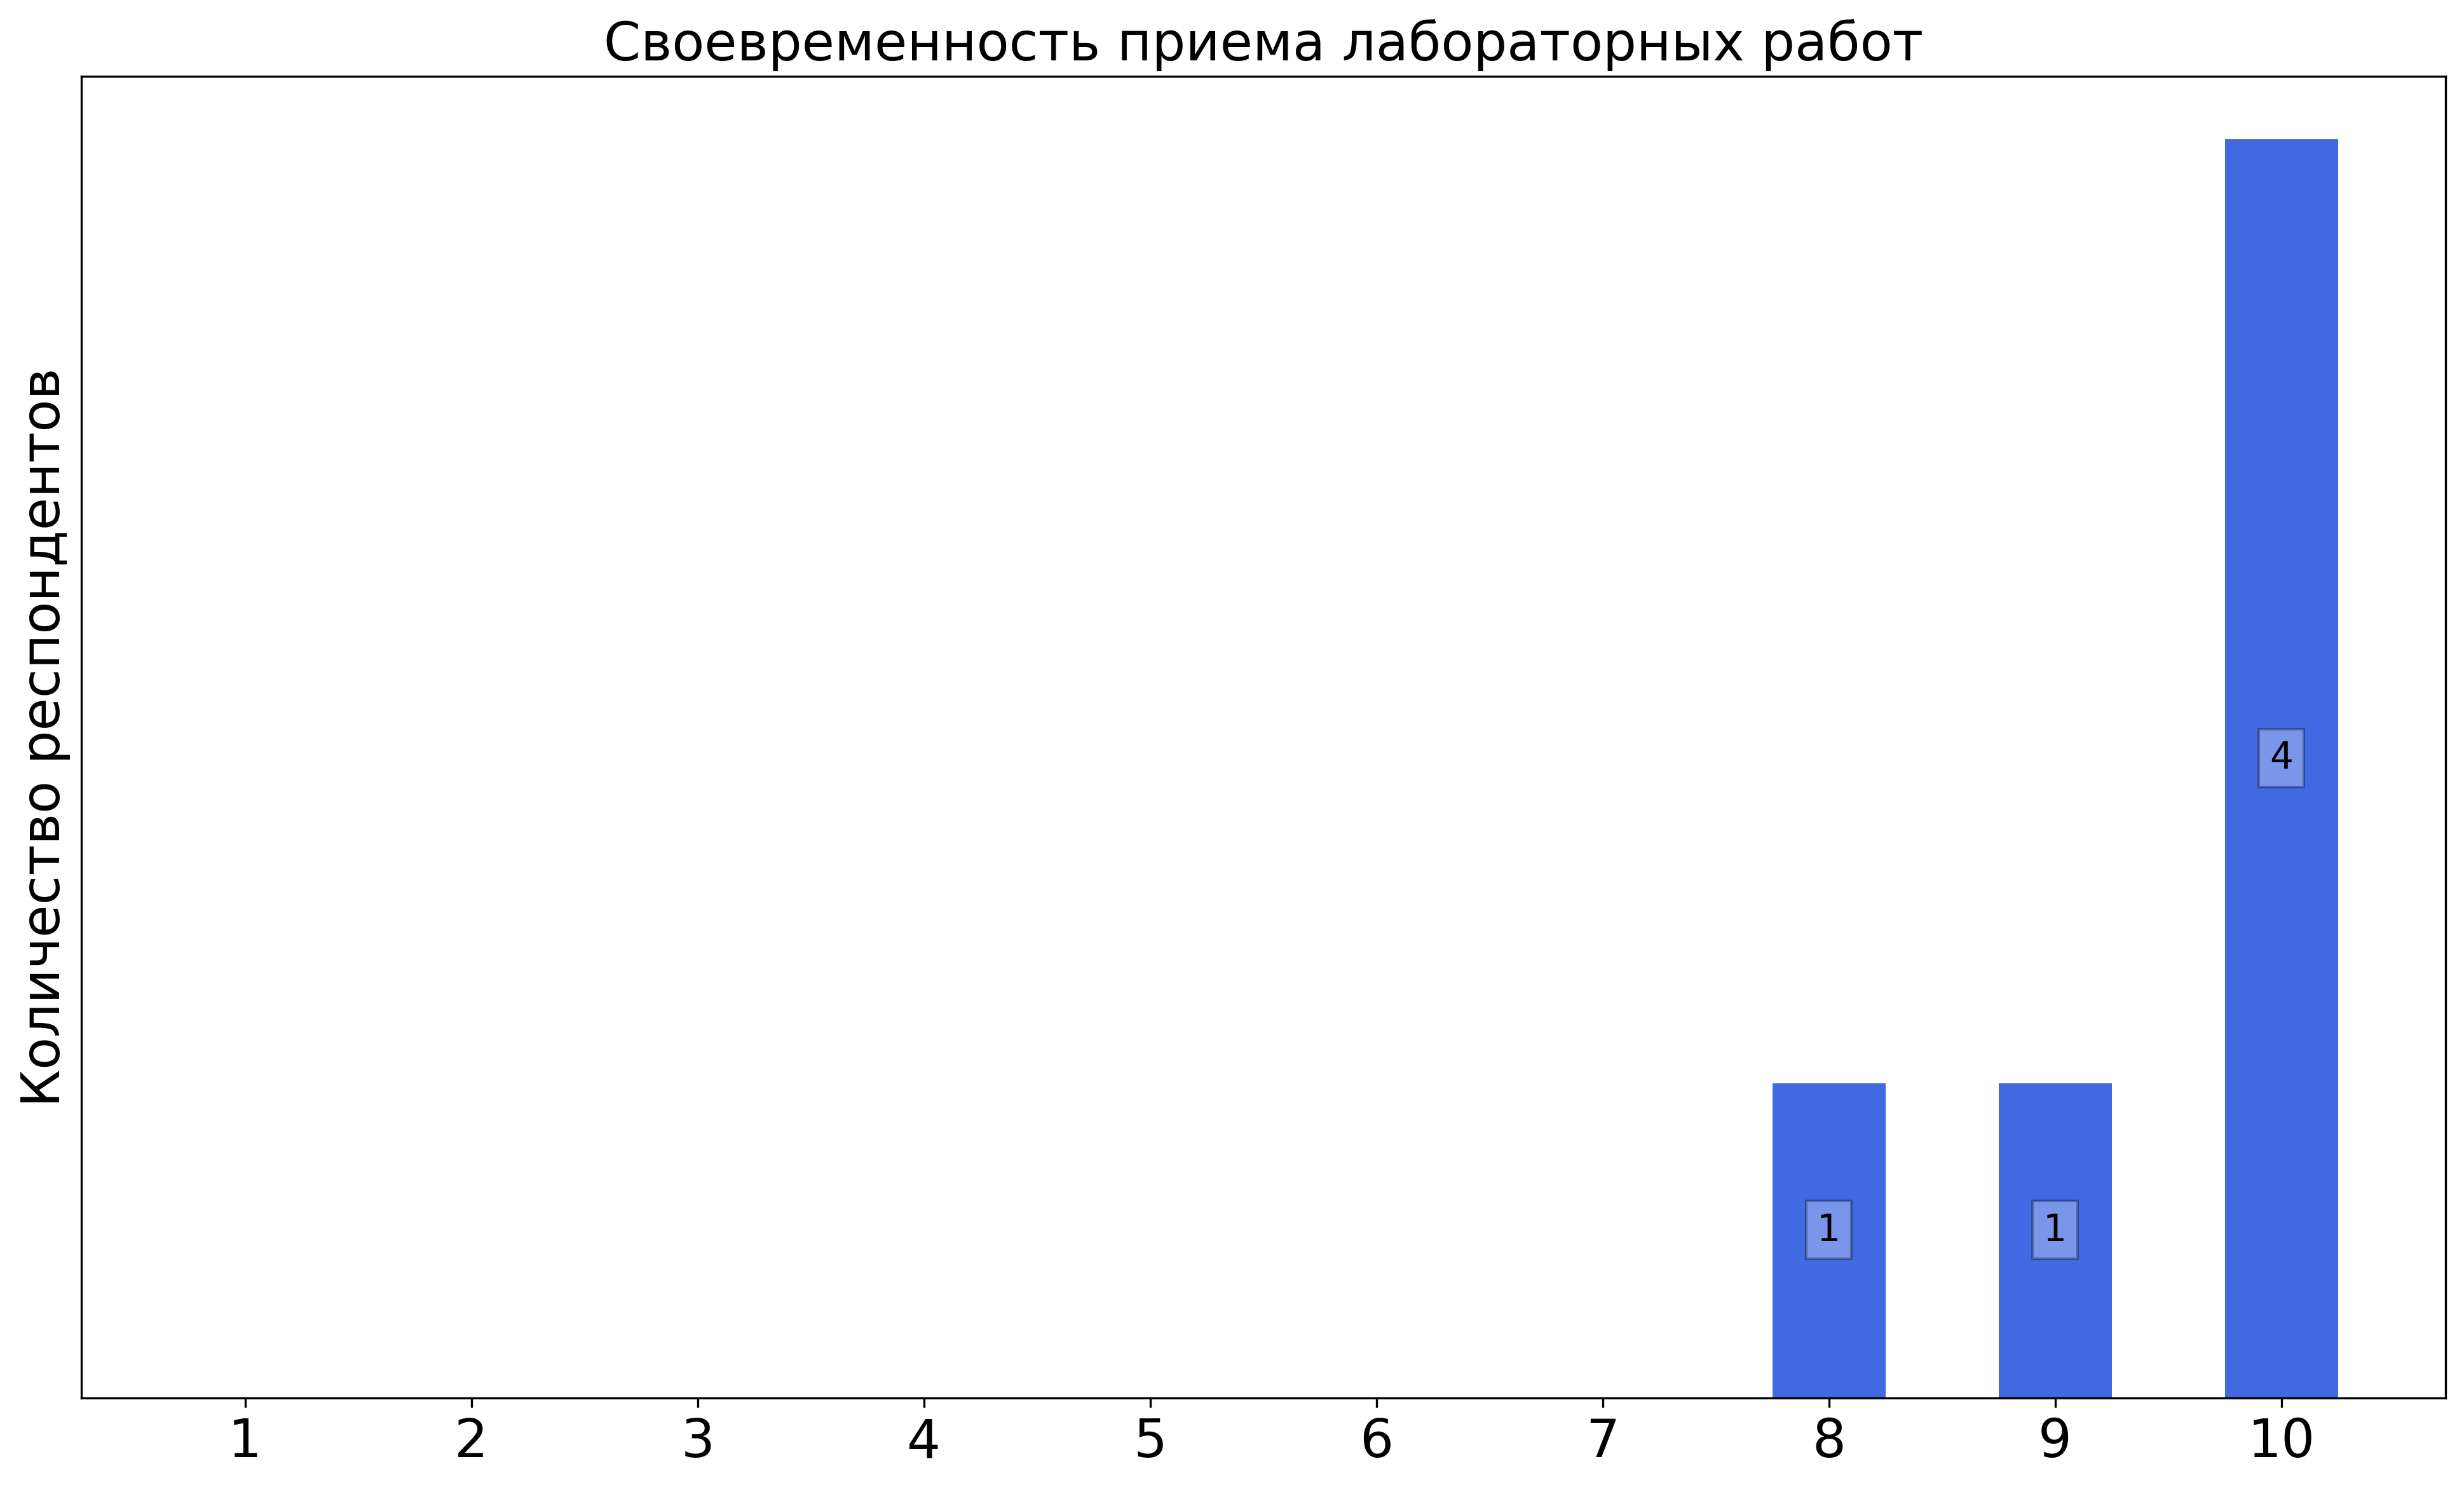 Своевременность приема лабораторных работ
Количество респондентов
4
1 1
1 2 3 4 5 6 7 8 9 10